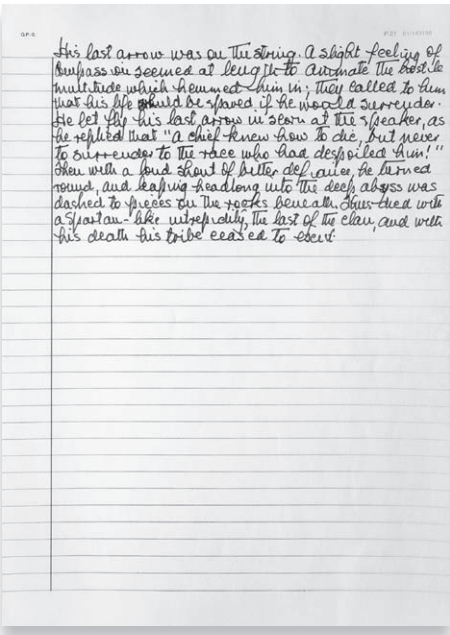 G.P.-S.
His last arrow was on the string. A slight feeling of
compassion seemed at length to animate the hostile
multitude which hemmed him in; they called to him
that his life should be spared if he would surrender.
He let fly his last arrow in scorn at the speaker, as
he replied that "a chief knew how to die, but never
to surrender to the race who had despoiled him!"
Then with a loud shout of bitter defiance, he turned
round, and leaping headlong into the deep abyss was
dashed to pieces on the rocks beneath. Thus died with
a Spartan-like intrepidity, the last of the clan, and with
his death his tribe ceased to exist.